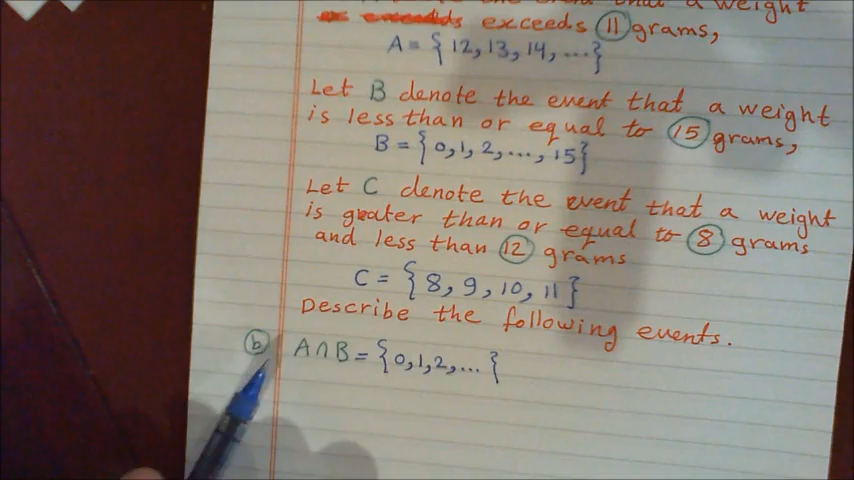 a weight
exceeds exceeds 11 grams,
A = { 12, 13, 14, ... }
Let B denote the event that a weight
is less than or equal to 15 grams,
B = { 0, 1, 2, ..., 15 }
Let C denote the event that a weight
is greater than or equal to 8 grams
and less than 12 grams
C = { 8, 9, 10, 11 }
Describe the following events.
b A ∩ B = { 0, 1, 2, ... }